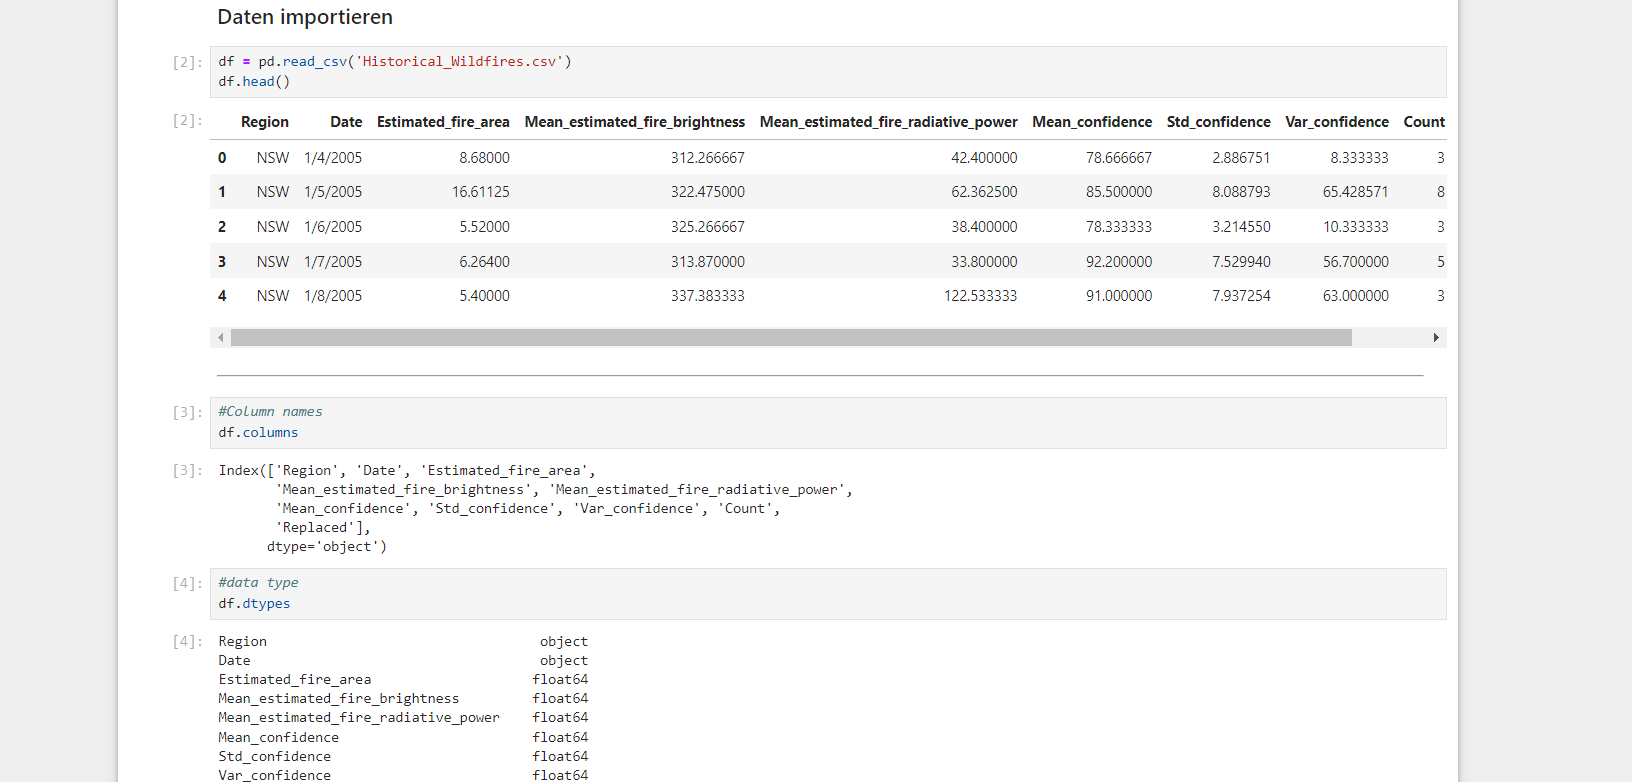 Daten importieren
[2]: df = pd.read_csv('Historical_Wildfires.csv')
df.head()
[2]: Region Date Estimated_fire_area Mean_estimated_fire_brightness Mean_estimated_fire_radiative_power Mean_confidence Std_confidence Var_confidence Count
0 NSW 1/4/2005 8.68000 312.266667 42.400000 78.666667 2.886751 8.333333 3
1 NSW 1/5/2005 16.61125 322.475000 62.362500 85.500000 8.088793 65.428571 8
2 NSW 1/6/2005 5.52000 325.266667 38.400000 78.333333 3.214550 10.333333 3
3 NSW 1/7/2005 6.26400 313.870000 33.800000 92.200000 7.529940 56.700000 5
4 NSW 1/8/2005 5.40000 337.383333 122.533333 91.000000 7.937254 63.000000 3
[3]: #Column names
df.columns
[3]: Index(['Region', 'Date', 'Estimated_fire_area',
'Mean_estimated_fire_brightness', 'Mean_estimated_fire_radiative_power',
'Mean_confidence', 'Std_confidence', 'Var_confidence', 'Count',
'Replaced'],
dtype='object')
[4]: #data type
df.dtypes
[4]: Region object
Date object
Estimated_fire_area float64
Mean_estimated_fire_brightness float64
Mean_estimated_fire_radiative_power float64
Mean_confidence float64
Std_confidence float64
Var_confidence float64